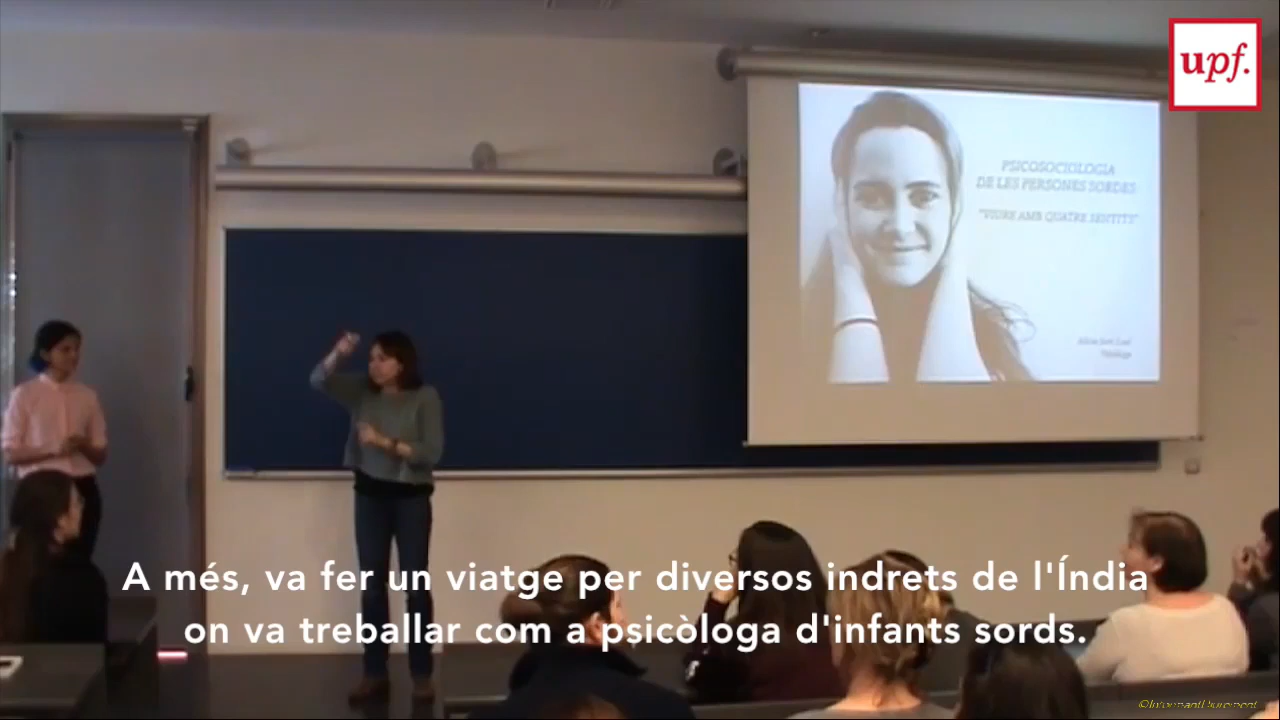 upf.
PSICOSOCIOLOGIA
DE LES PERSONES SORDES
"VIURE AMB QUATRE SENTITS"
A més, va fer un viatge per diversos indrets de l'Índia
on va treballar com a psicòloga d'infants sords.